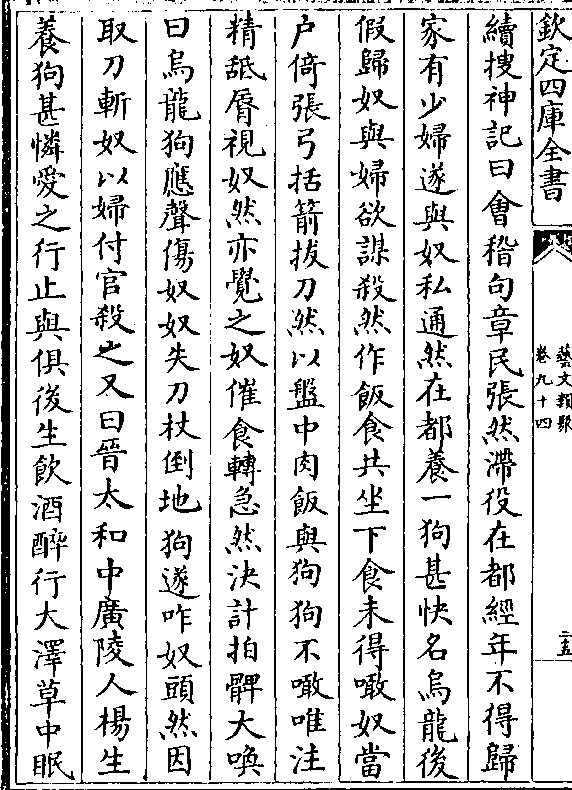 欽定四庫全書
藝文類聚
卷九十四
二五
續搜神記曰會稽句章民張然滯役在都經年不得歸
家有少婦遂與奴私通然在都養一狗甚快名烏龍後
假歸奴與婦欲謀殺然作飯食共坐下食未得噉奴當
户倚張弓括箭拔刀然以盤中肉飯與狗狗不噉唯注
精舐脣視奴然亦覺之奴催食轉急然決計拍髀大喚
曰烏龍狗應聲傷奴奴失刀杖倒地狗遂咋奴頭然因
取刀斬奴以婦付官殺之又曰晉太和中廣陵人楊生
養狗甚憐愛之行止與俱後生飲酒醉行大澤草中眠